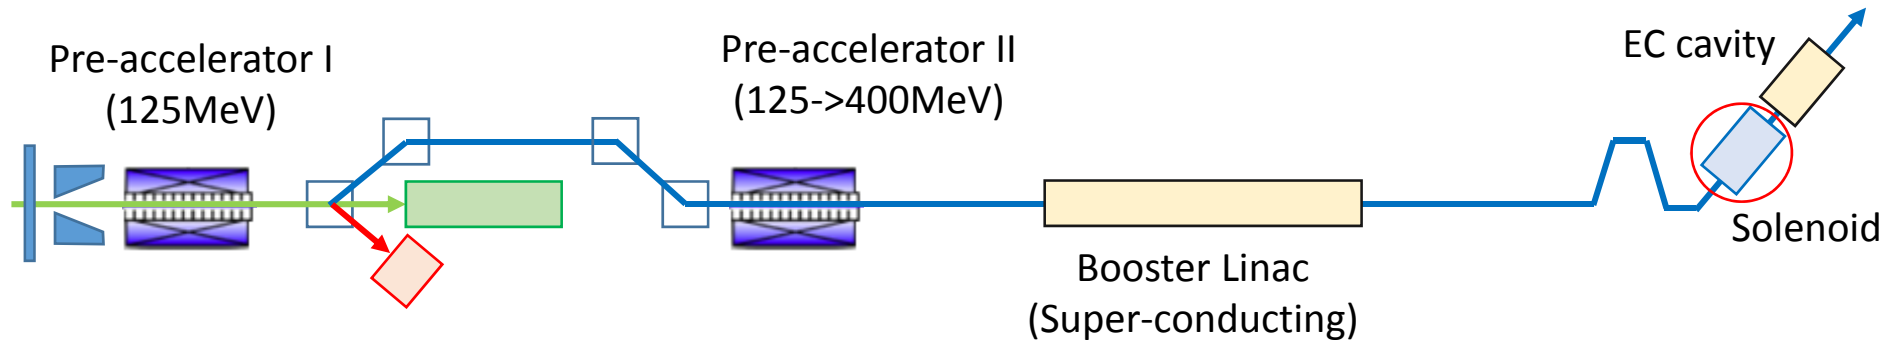 Pre-accelerator I
(125MeV)
Pre-accelerator II
(125->400MeV)
EC cavity
Solenoid
Booster Linac
(Super-conducting)